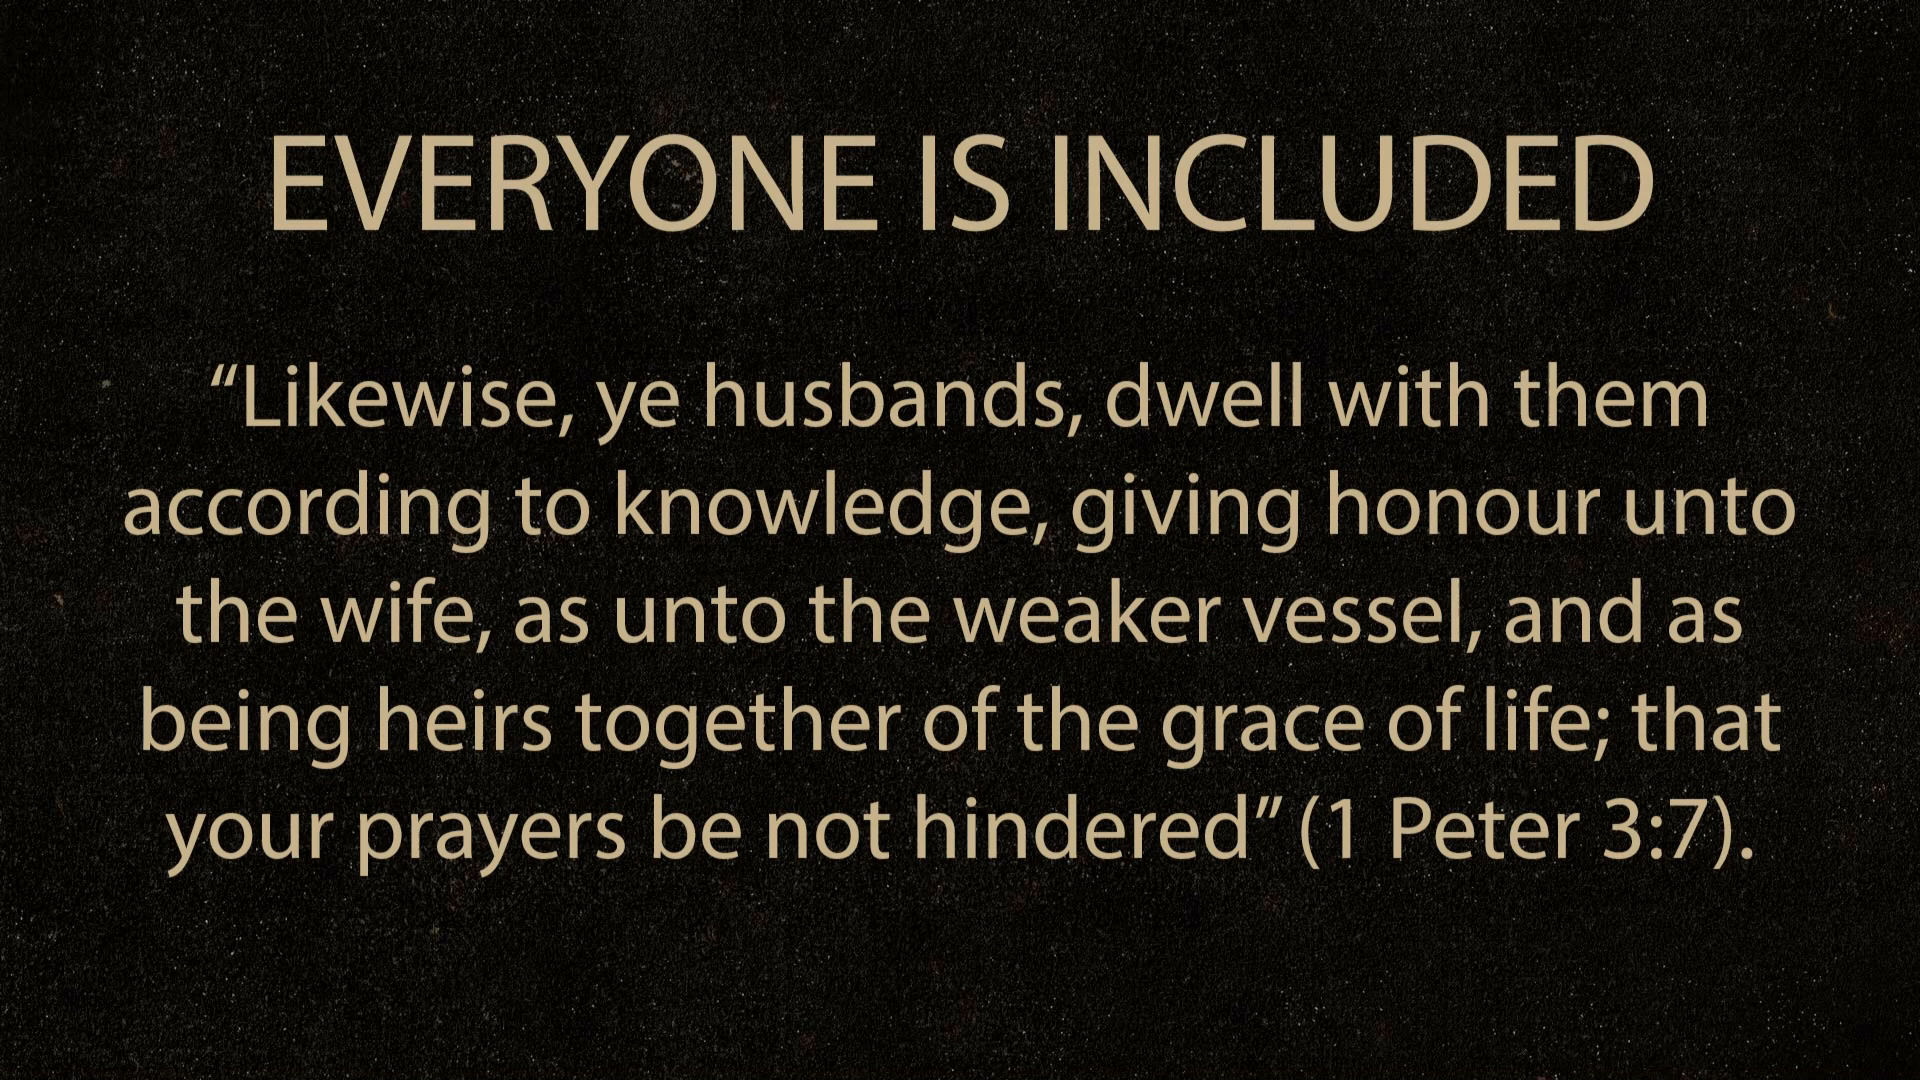 EVERYONE IS INCLUDED
“Likewise, ye husbands, dwell with them
according to knowledge, giving honour unto
the wife, as unto the weaker vessel, and as
being heirs together of the grace of life; that
your prayers be not hindered” (1 Peter 3:7).